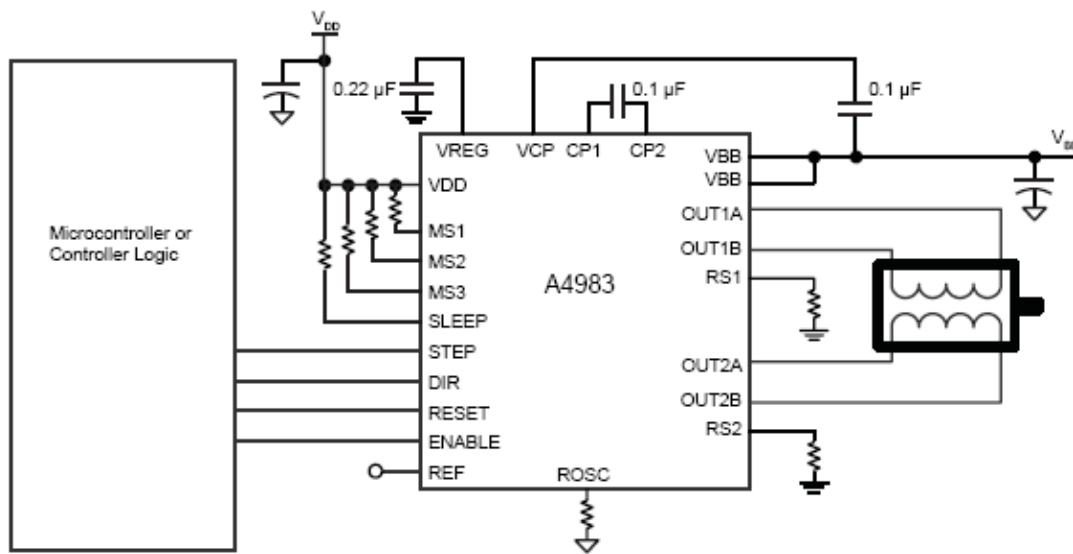 VDD
0.22 µF
0.1 µF
0.1 µF
VREG
VCP
CP1
CP2
VBB
VBB
VDD
OUT1A
Microcontroller or
Controller Logic
MS1
OUT1B
MS2
RS1
A4983
MS3
SLEEP
STEP
OUT2A
DIR
OUT2B
RESET
RS2
ENABLE
REF
ROSC